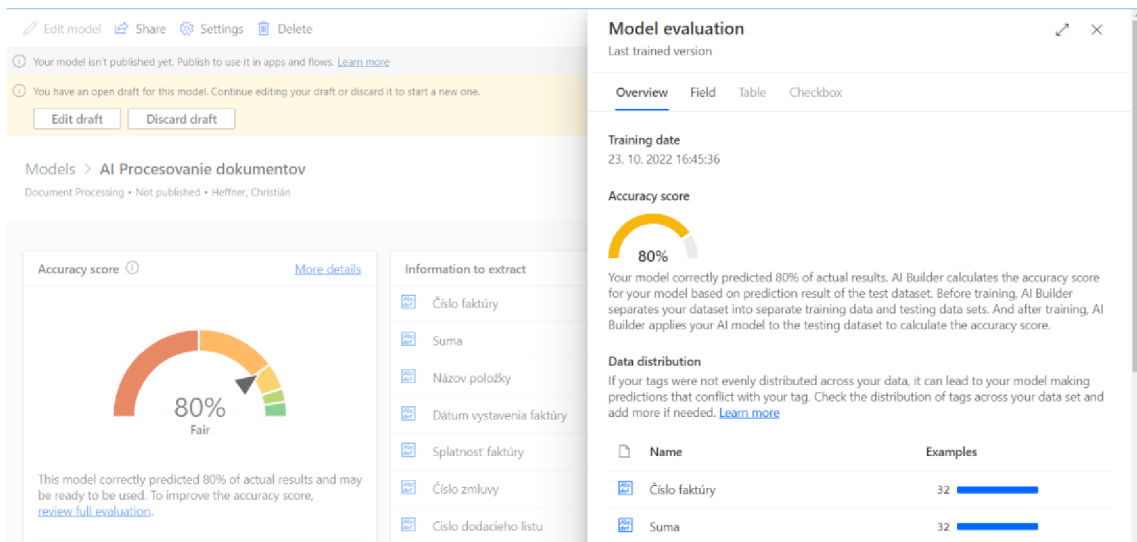 Edit model Share Settings Delete
Your model isn't published yet. Publish to use it in apps and flows. Learn more
You have an open draft for this model. Continue editing your draft or discard it to start a new one.
Edit draft Discard draft
Models > AI Procesovanie dokumentov
Document Processing • Not published • Heffner, Christián
Accuracy score More details
80%
Fair
This model correctly predicted 80% of actual results and may
be ready to be used. To improve the accuracy score,
review full evaluation.
Information to extract
Číslo faktúry
Suma
Názov položky
Dátum vystavenia faktúry
Splatnosť faktúry
Číslo zmluvy
Cislo dodacieho listu
Model evaluation
Last trained version
Overview Field Table Checkbox
Training date
23. 10. 2022 16:45:36
Accuracy score
80%
Your model correctly predicted 80% of actual results. AI Builder calculates the accuracy score
for your model based on prediction result of the test dataset. Before training, AI Builder
separates your dataset into separate training data and testing data sets. And after training, AI
Builder applies your AI model to the testing dataset to calculate the accuracy score.
Data distribution
If your tags were not evenly distributed across your data, it can lead to your model making
predictions that conflict with your tag. Check the distribution of tags across your data set and
add more if needed. Learn more
Name Examples
Číslo faktúry 32
Suma 32